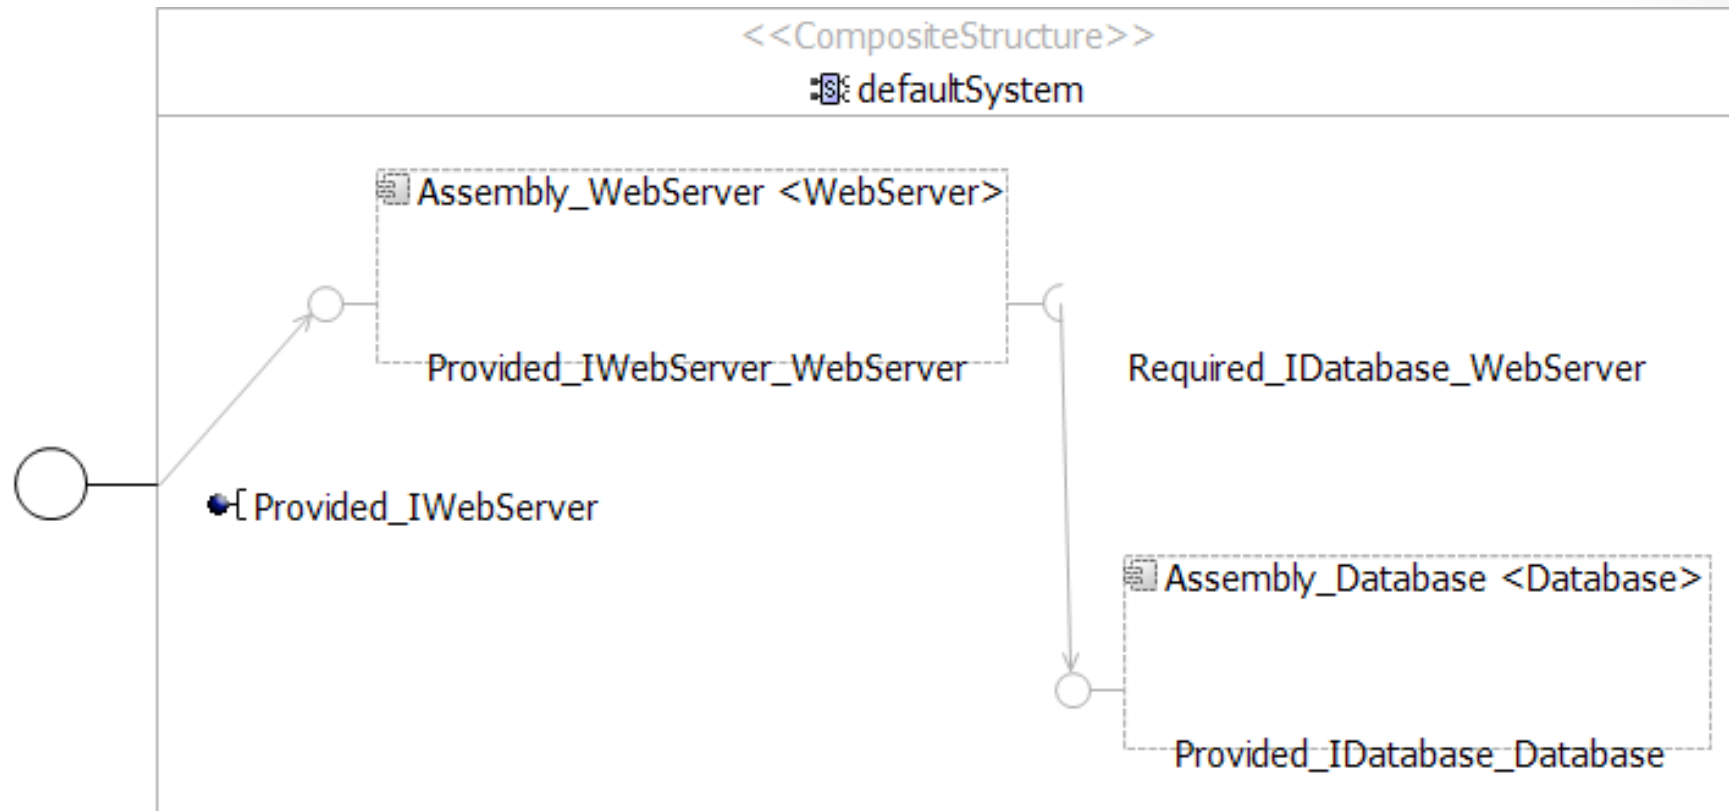 <<CompositeStructure>>
defaultSystem
Assembly_WebServer <WebServer>
Provided_IWebServer_WebServer
Required_IDatabase_WebServer
Provided_IWebServer
Assembly_Database <Database>
Provided_IDatabase_Database